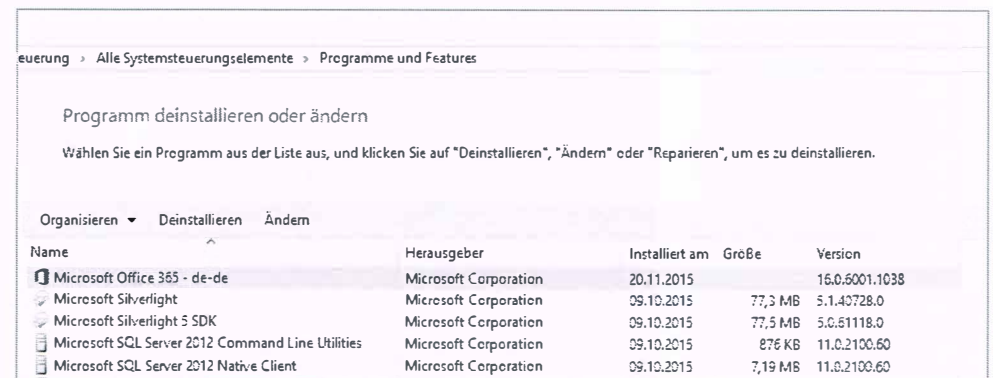 euerung › Alle Systemsteuerungselemente › Programme und Features
Programm deinstallieren oder ändern
Wählen Sie ein Programm aus der Liste aus, und klicken Sie auf "Deinstallieren", "Ändern" oder "Reparieren", um es zu deinstallieren.
Organisieren Deinstallieren Ändern
Name Herausgeber Installiert am Größe Version
Microsoft Office 365 - de-de Microsoft Corporation 20.11.2015 16.0.6001.1038
Microsoft Silverlight Microsoft Corporation 09.10.2015 77,3 MB 5.1.40728.0
Microsoft Silverlight 5 SDK Microsoft Corporation 09.10.2015 77,5 MB 5.0.61118.0
Microsoft SQL Server 2012 Command Line Utilities Microsoft Corporation 09.10.2015 876 KB 11.0.2100.60
Microsoft SQL Server 2012 Native Client Microsoft Corporation 09.10.2015 7,19 MB 11.0.2100.60